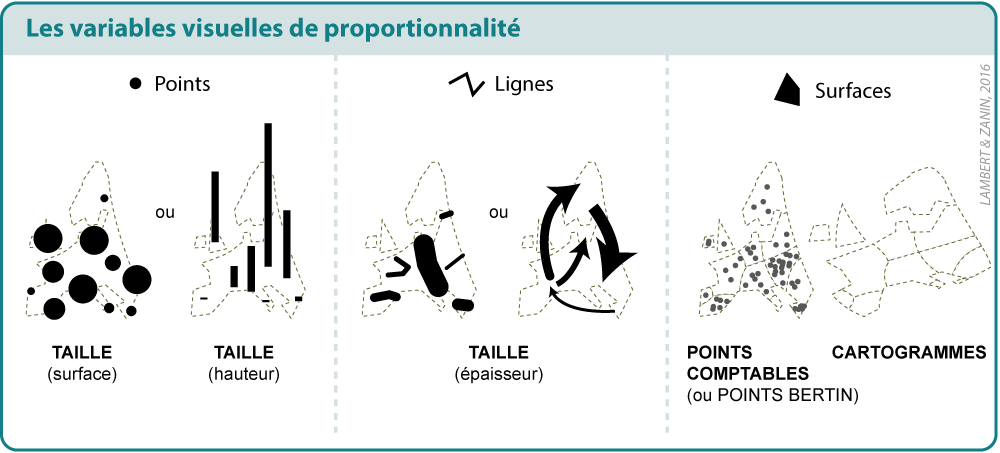 Les variables visuelles de proportionnalité
Points
Lignes
Surfaces
LAMBERT & ZANIN, 2016
ou
ou
TAILLE
(surface)
TAILLE
(hauteur)
TAILLE
(épaisseur)
POINTS
COMPTABLES
(ou POINTS BERTIN)
CARTOGRAMMES